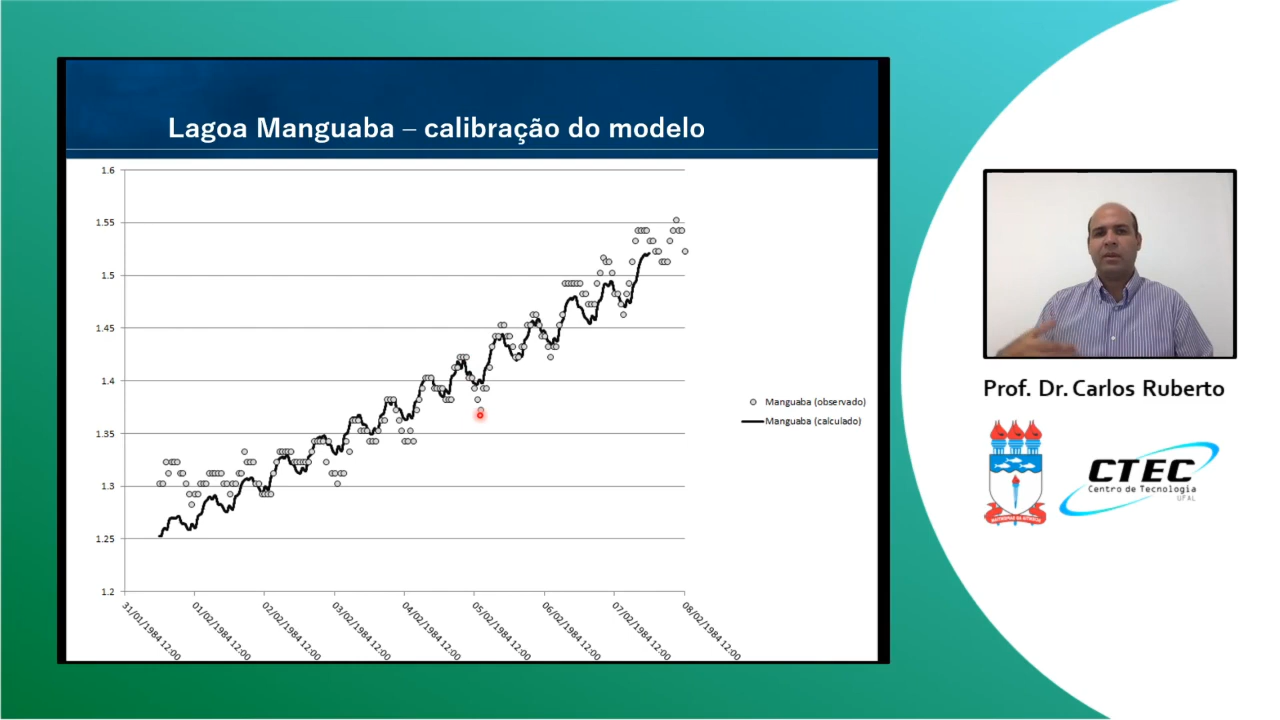 Lagoa Manguaba – calibração do modelo
1.6
1.55
1.5
1.45
1.4
1.35
1.3
1.25
1.2
31/01/1984 12:00
01/02/1984 12:00
02/02/1984 12:00
03/02/1984 12:00
04/02/1984 12:00
05/02/1984 12:00
06/02/1984 12:00
07/02/1984 12:00
08/02/1984 12:00
Manguaba (observado)
Manguaba (calculado)
Prof. Dr. Carlos Ruberto
CTEC
Centro de Tecnologia
UFAL